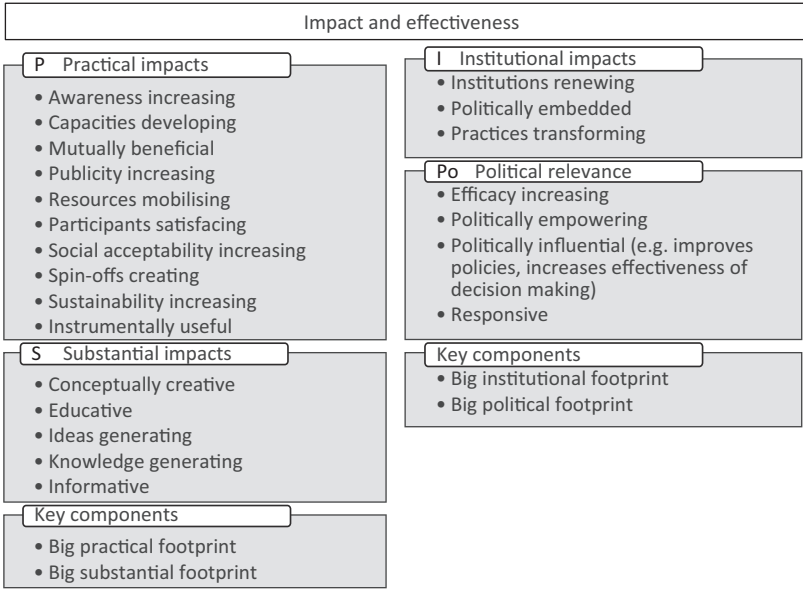 Impact and effectiveness
P Practical impacts
• Awareness increasing
• Capacities developing
• Mutually beneficial
• Publicity increasing
• Resources mobilising
• Participants satisfacing
• Social acceptability increasing
• Spin-offs creating
• Sustainability increasing
• Instrumentally useful
S Substantial impacts
• Conceptually creative
• Educative
• Ideas generating
• Knowledge generating
• Informative
Key components
• Big practical footprint
• Big substantial footprint
I Institutional impacts
• Institutions renewing
• Politically embedded
• Practices transforming
Po Political relevance
• Efficacy increasing
• Politically empowering
• Politically influential (e.g. improves
policies, increases effectiveness of
decision making)
• Responsive
Key components
• Big institutional footprint
• Big political footprint